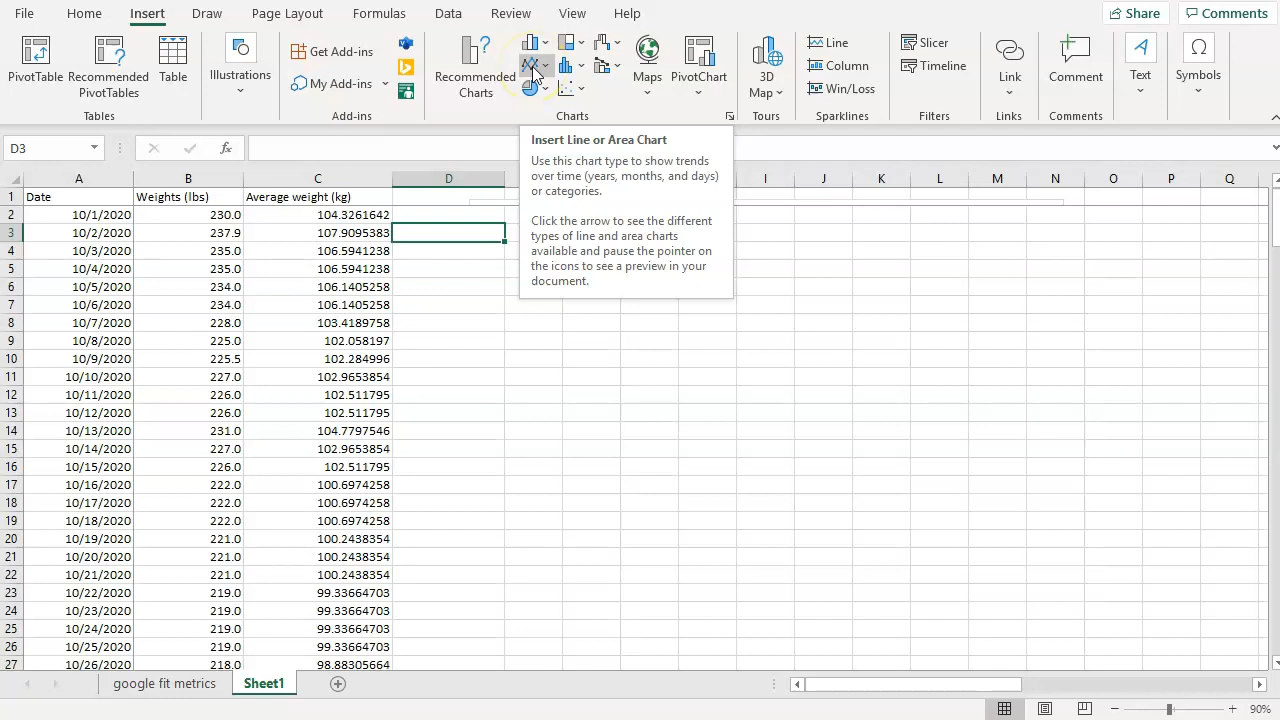 File Home Insert Draw Page Layout Formulas Data Review View Help Share Comments
PivotTable Recommended PivotTables Table
Tables
Illustrations
Get Add-ins
My Add-ins
Add-ins
Recommended Charts
Maps PivotChart
Charts
3D Map
Tours
Line
Column
Win/Loss
Sparklines
Slicer
Timeline
Filters
Link
Links
Comment
Comments
Text
Symbols
D3 fx
Insert Line or Area Chart
Use this chart type to show trends
over time (years, months, and days)
or categories.
Click the arrow to see the different
types of line and area charts
available and pause the pointer on
the icons to see a preview in your
document.
A B C D I J K L M N O P Q
1 Date Weights (lbs) Average weight (kg)
2 10/1/2020 230.0 104.3261642
3 10/2/2020 237.9 107.9095383
4 10/3/2020 235.0 106.5941238
5 10/4/2020 235.0 106.5941238
6 10/5/2020 234.0 106.1405258
7 10/6/2020 234.0 106.1405258
8 10/7/2020 228.0 103.4189758
9 10/8/2020 225.0 102.058197
10 10/9/2020 225.5 102.284996
11 10/10/2020 227.0 102.9653854
12 10/11/2020 226.0 102.511795
13 10/12/2020 226.0 102.511795
14 10/13/2020 231.0 104.7797546
15 10/14/2020 227.0 102.9653854
16 10/15/2020 226.0 102.511795
17 10/16/2020 222.0 100.6974258
18 10/17/2020 222.0 100.6974258
19 10/18/2020 222.0 100.6974258
20 10/19/2020 221.0 100.2438354
21 10/20/2020 221.0 100.2438354
22 10/21/2020 221.0 100.2438354
23 10/22/2020 219.0 99.33664703
24 10/23/2020 219.0 99.33664703
25 10/24/2020 219.0 99.33664703
26 10/25/2020 219.0 99.33664703
27 10/26/2020 218.0 98.88305664
google fit metrics Sheet1
90%